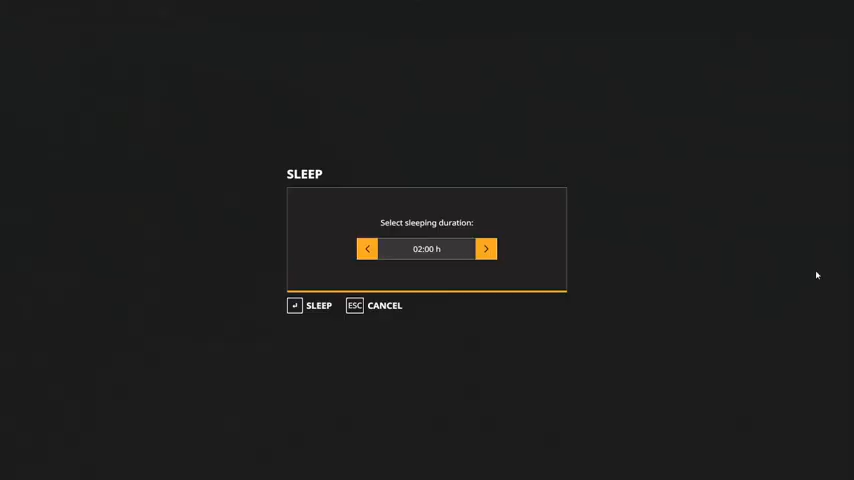 SLEEP
Select sleeping duration:
02:00 h
↵ SLEEP ESC CANCEL